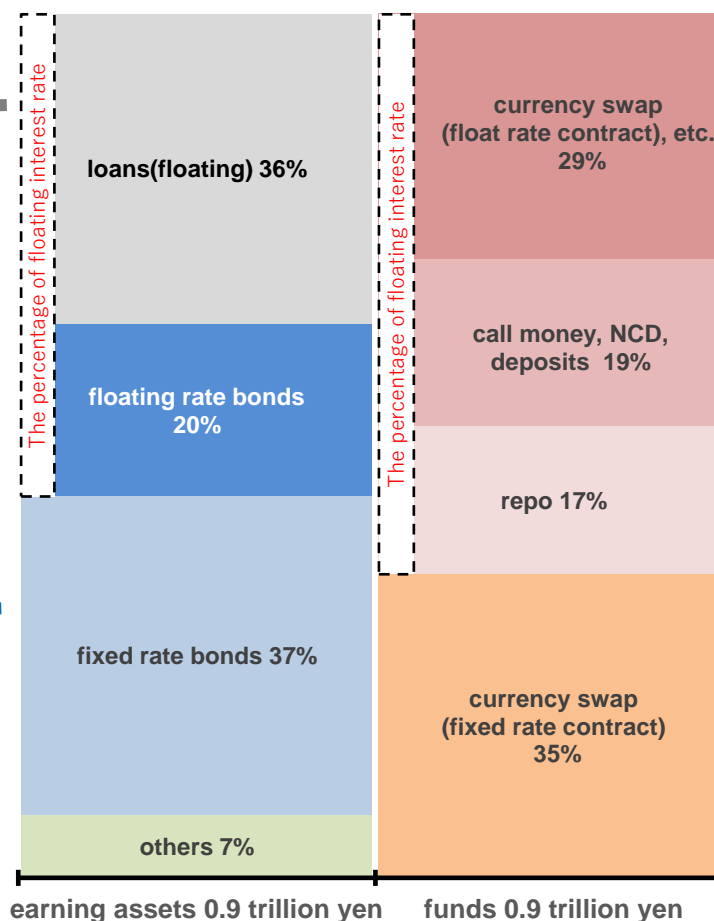 The percentage of floating interest rate
loans(floating) 36%
floating rate bonds
20%
fixed rate bonds 37%
others 7%
The percentage of floating interest rate
currency swap
(float rate contract), etc.
29%
call money, NCD,
deposits 19%
repo 17%
currency swap
(fixed rate contract)
35%
earning assets 0.9 trillion yen
funds 0.9 trillion yen